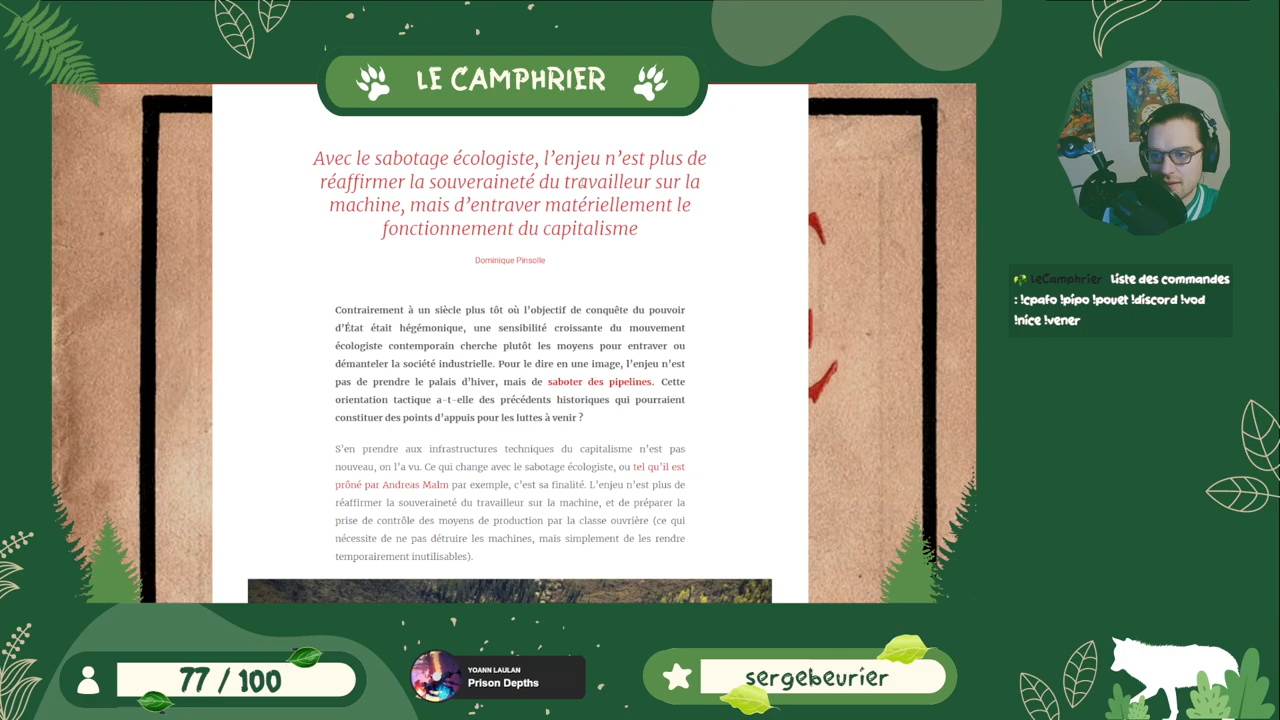 LE CAMPHRIER
Avec le sabotage écologiste, l’enjeu n’est plus de
réaffirmer la souveraineté du travailleur sur la
machine, mais d’entraver matériellement le
fonctionnement du capitalisme
Dominique Pinsolle
Contrairement à un siècle plus tôt où l’objectif de conquête du pouvoir
d’État était hégémonique, une sensibilité croissante du mouvement
écologiste contemporain cherche plutôt les moyens pour entraver ou
démanteler la société industrielle. Pour le dire en une image, l’enjeu n’est
pas de prendre le palais d’hiver, mais de saboter des pipelines. Cette
orientation tactique a-t-elle des précédents historiques qui pourraient
constituer des points d’appuis pour les luttes à venir ?
S’en prendre aux infrastructures techniques du capitalisme n’est pas
nouveau, on l’a vu. Ce qui change avec le sabotage écologiste, ou tel qu’il est
prôné par Andreas Malm par exemple, c’est sa finalité. L’enjeu n’est plus de
réaffirmer la souveraineté du travailleur sur la machine, et de préparer la
prise de contrôle des moyens de production par la classe ouvrière (ce qui
nécessite de ne pas détruire les machines, mais simplement de les rendre
temporairement inutilisables).
LeCamphrier Liste des commandes
: !cpafo !pipo !pouet !discord !vod
!nice !vener
77 / 100
YOANN LAULAN
Prison Depths
sergebeurier